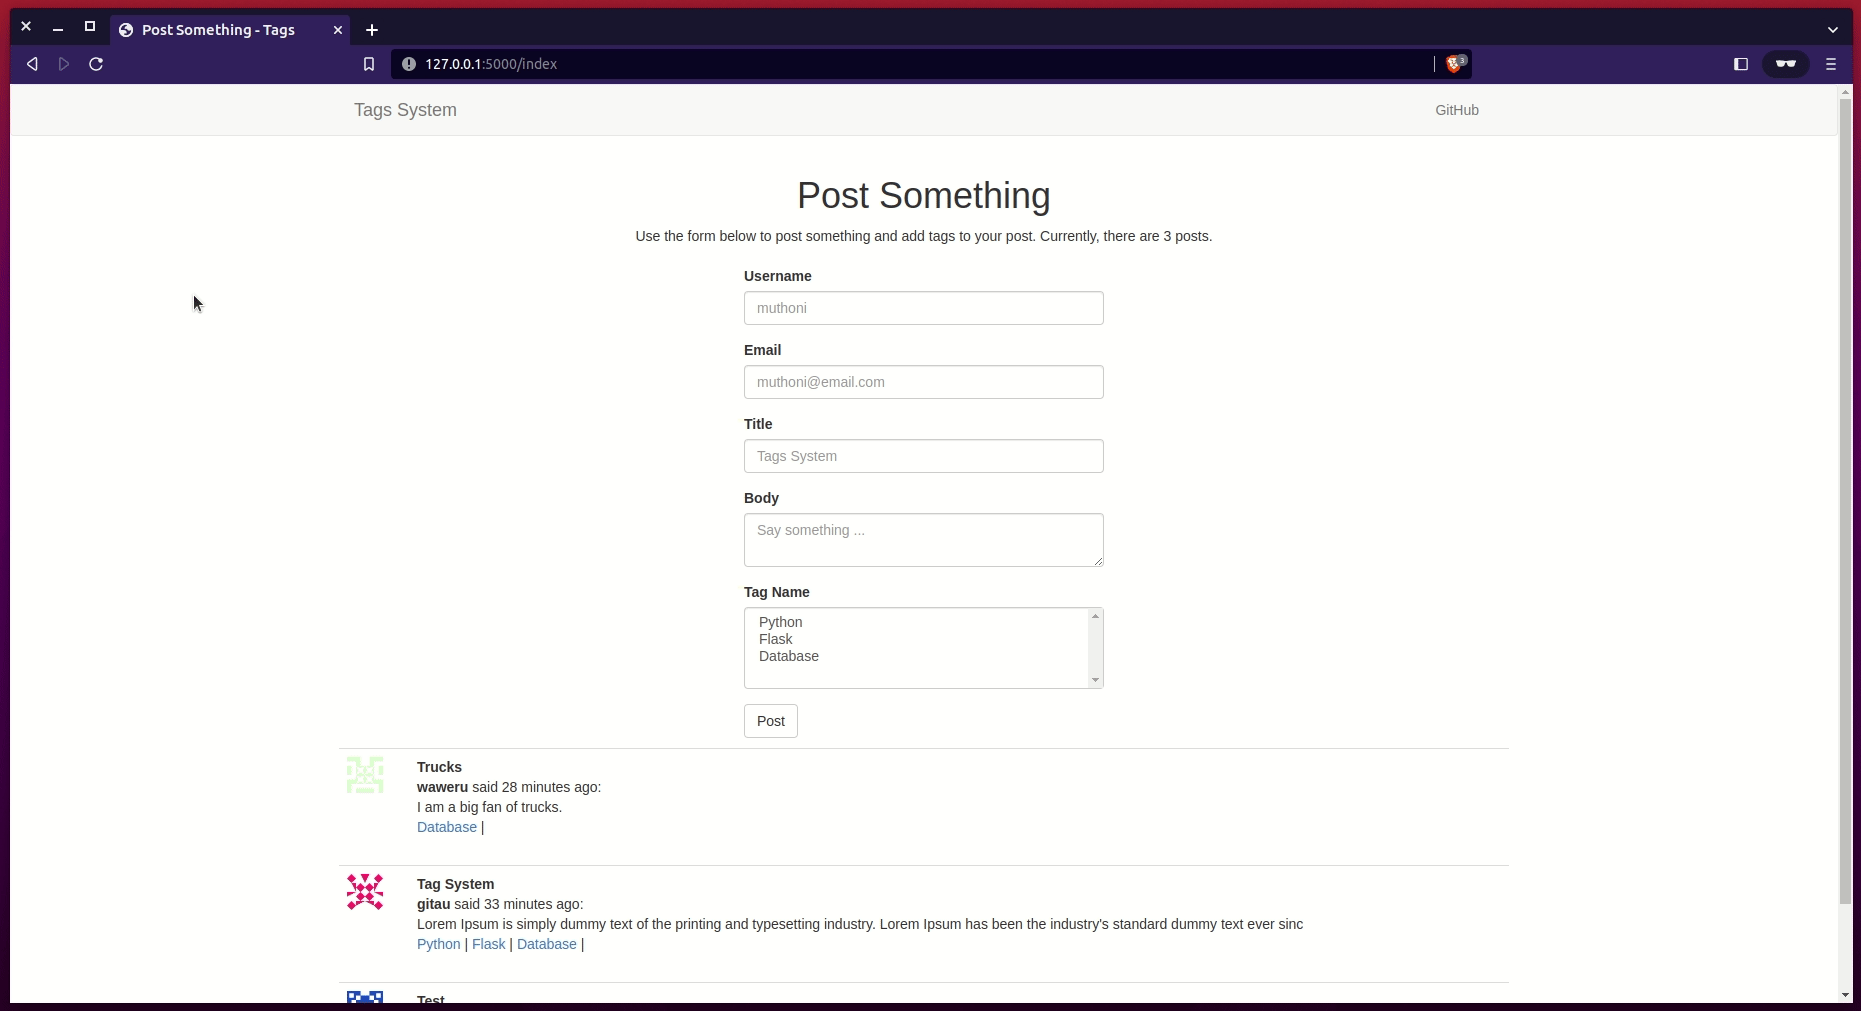 Post Something - Tags
127.0.0.1:5000/index
3
Tags System
GitHub
Post Something
Use the form below to post something and add tags to your post. Currently, there are 3 posts.
Username
muthoni
Email
muthoni@email.com
Title
Tags System
Body
Say something ...
Tag Name
Python
Flask
Database
Post
Trucks
waweru said 28 minutes ago:
I am a big fan of trucks.
Database |
Tag System
gitau said 33 minutes ago:
Lorem Ipsum is simply dummy text of the printing and typesetting industry. Lorem Ipsum has been the industry's standard dummy text ever sinc
Python | Flask | Database |
Test